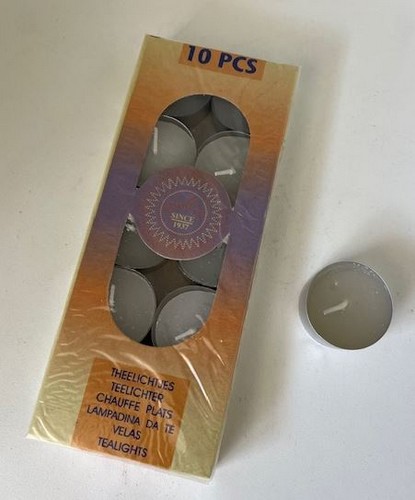 10 PCS
SINCE
1937
THEELICHTJES
TEELICHTER
CHAUFFE PLATS
LAMPADINA DA TE
VELAS
TEALIGHTS